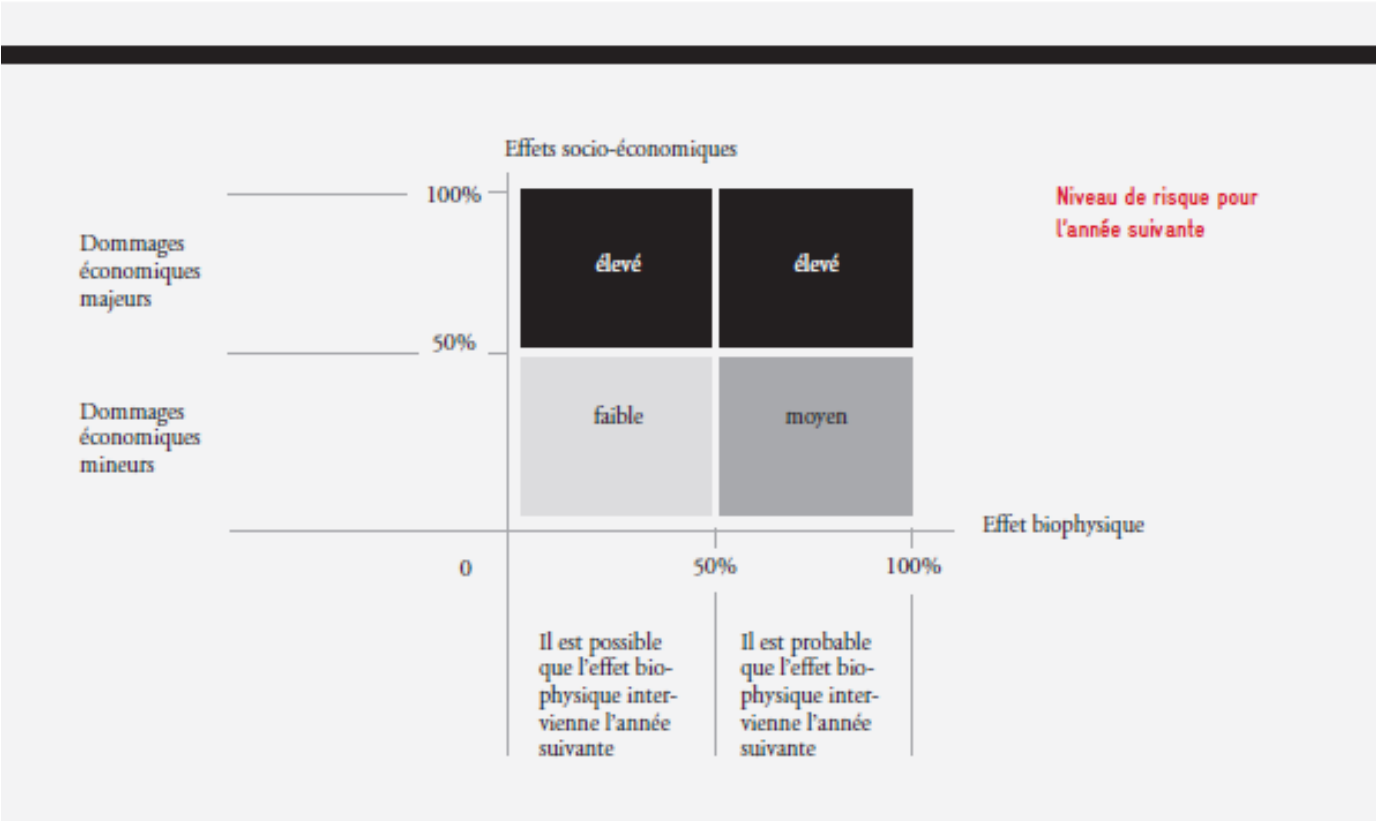 Effets socio-économiques
100%
Niveau de risque pour
l'année suivante
Dommages
économiques
majeurs
élevé
élevé
50%
Dommages
économiques
mineurs
faible
moyen
Effet biophysique
0
50%
100%
Il est possible
que l'effet bio-
physique inter-
vienne l'année
suivante
Il est probable
que l'effet bio-
physique inter-
vienne l'année
suivante